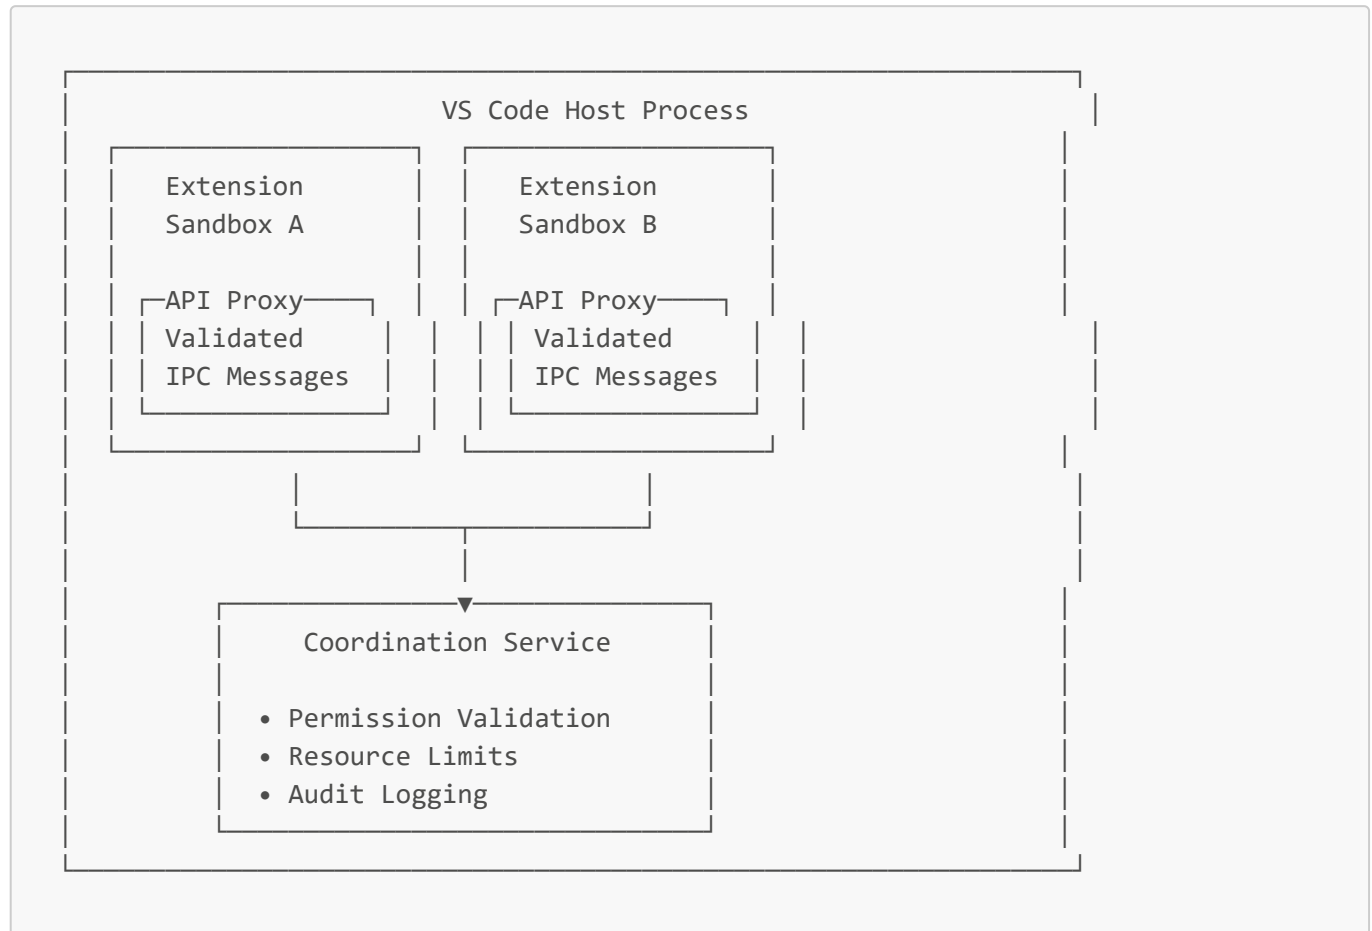 VS Code Host Process
Extension Extension
Sandbox A Sandbox B
API Proxy API Proxy
Validated Validated
IPC Messages IPC Messages
Coordination Service
• Permission Validation
• Resource Limits
• Audit Logging